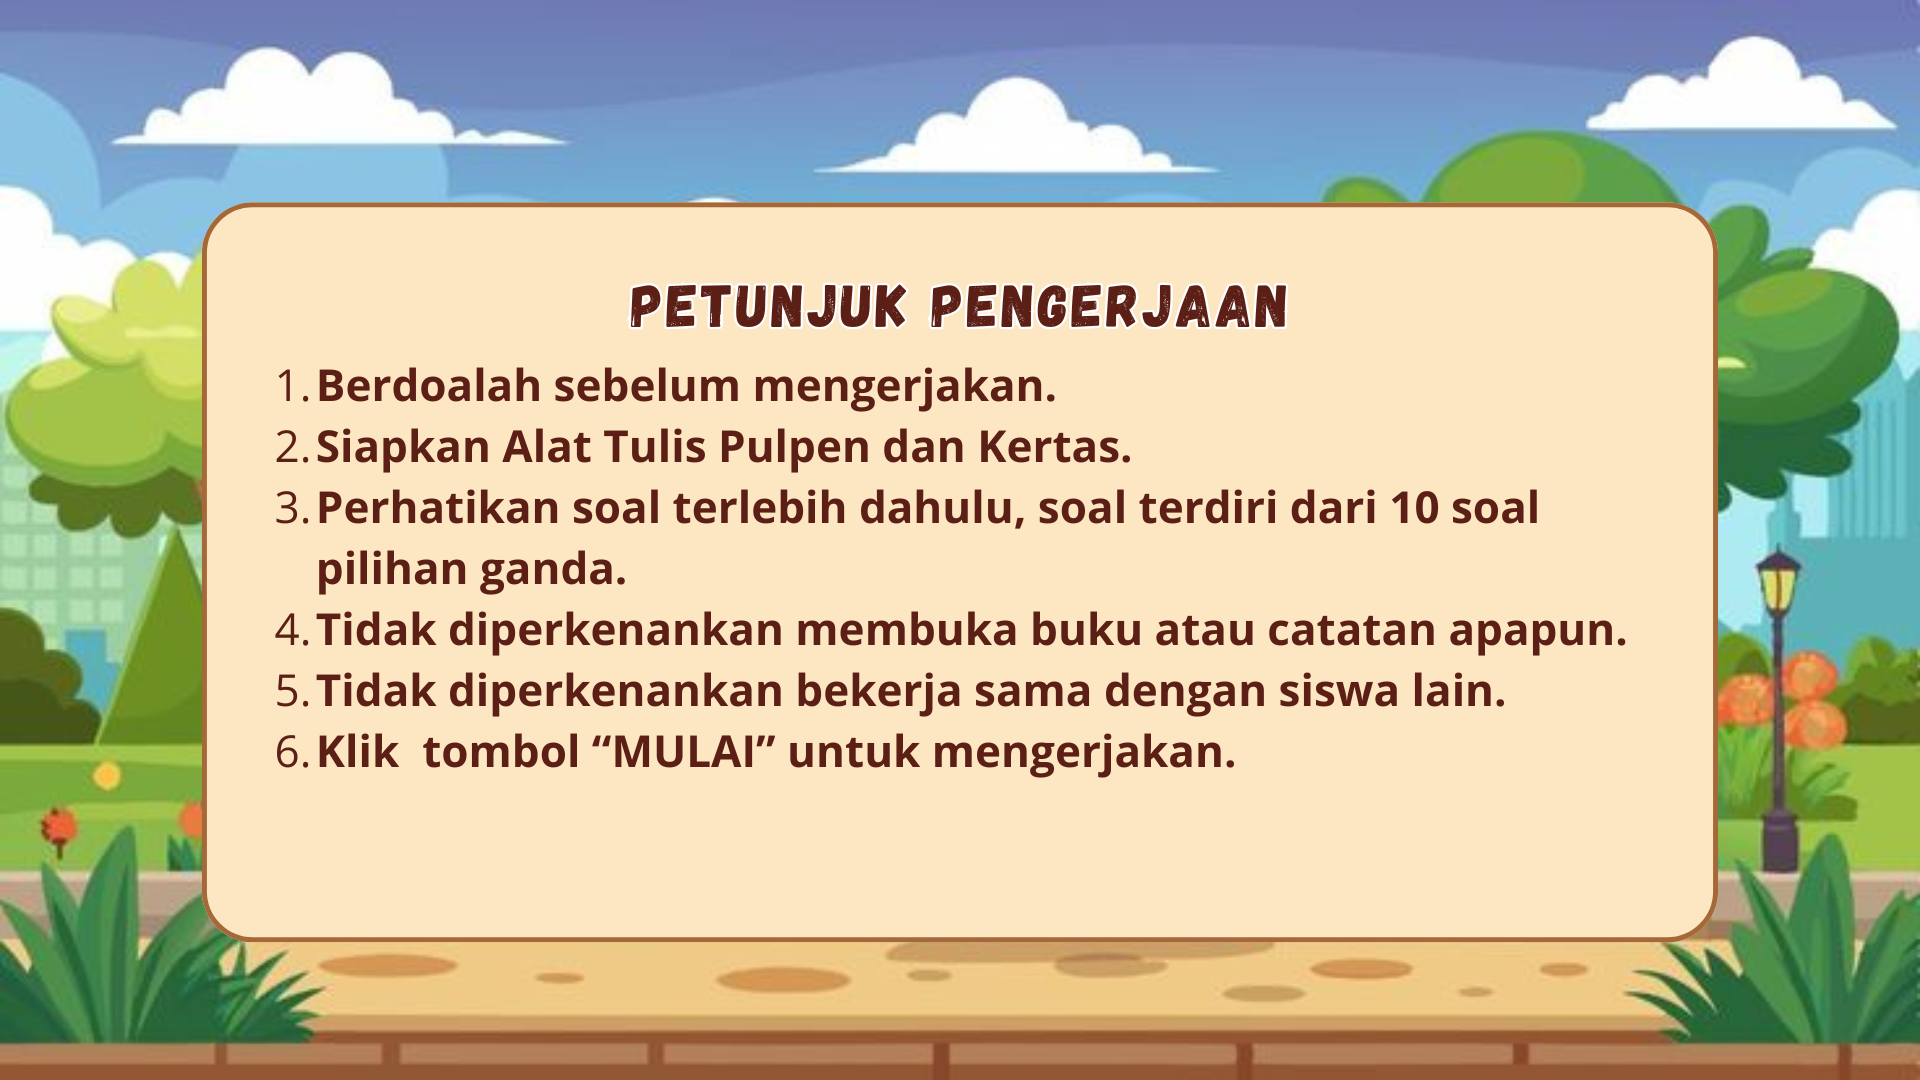 PETUNJUK PENGERJAAN
1. Berdoalah sebelum mengerjakan.
2. Siapkan Alat Tulis Pulpen dan Kertas.
3. Perhatikan soal terlebih dahulu, soal terdiri dari 10 soal
pilihan ganda.
4. Tidak diperkenankan membuka buku atau catatan apapun.
5. Tidak diperkenankan bekerja sama dengan siswa lain.
6. Klik  tombol “MULAI” untuk mengerjakan.